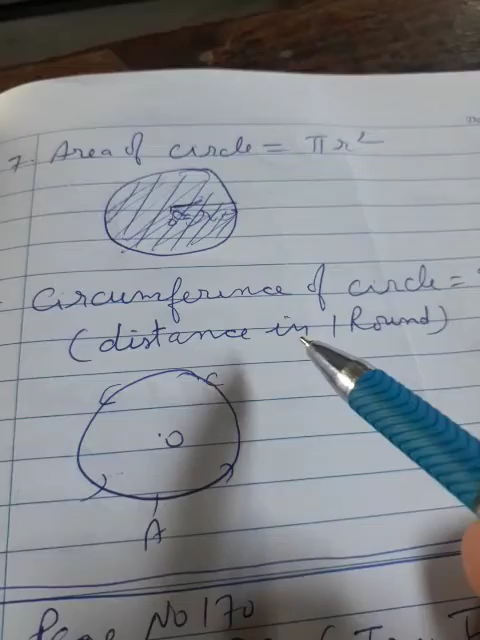 7. Area of circle = πr²
Circumference of circle =
(distance in 1 Round)
O
A
Page No 170